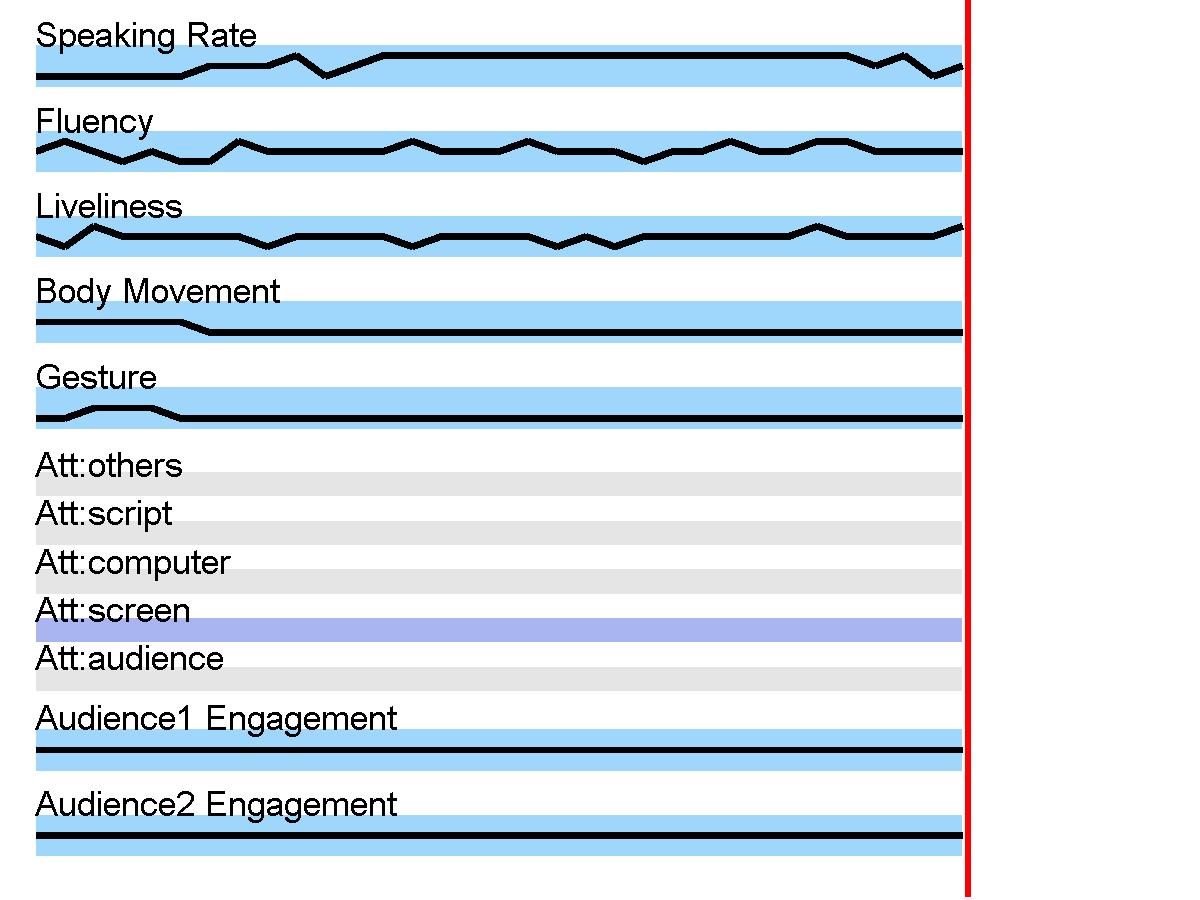 Speaking Rate
Fluency
Liveliness
Body Movement
Gesture
Att:others
Att:script
Att:computer
Att:screen
Att:audience
Audience1 Engagement
Audience2 Engagement